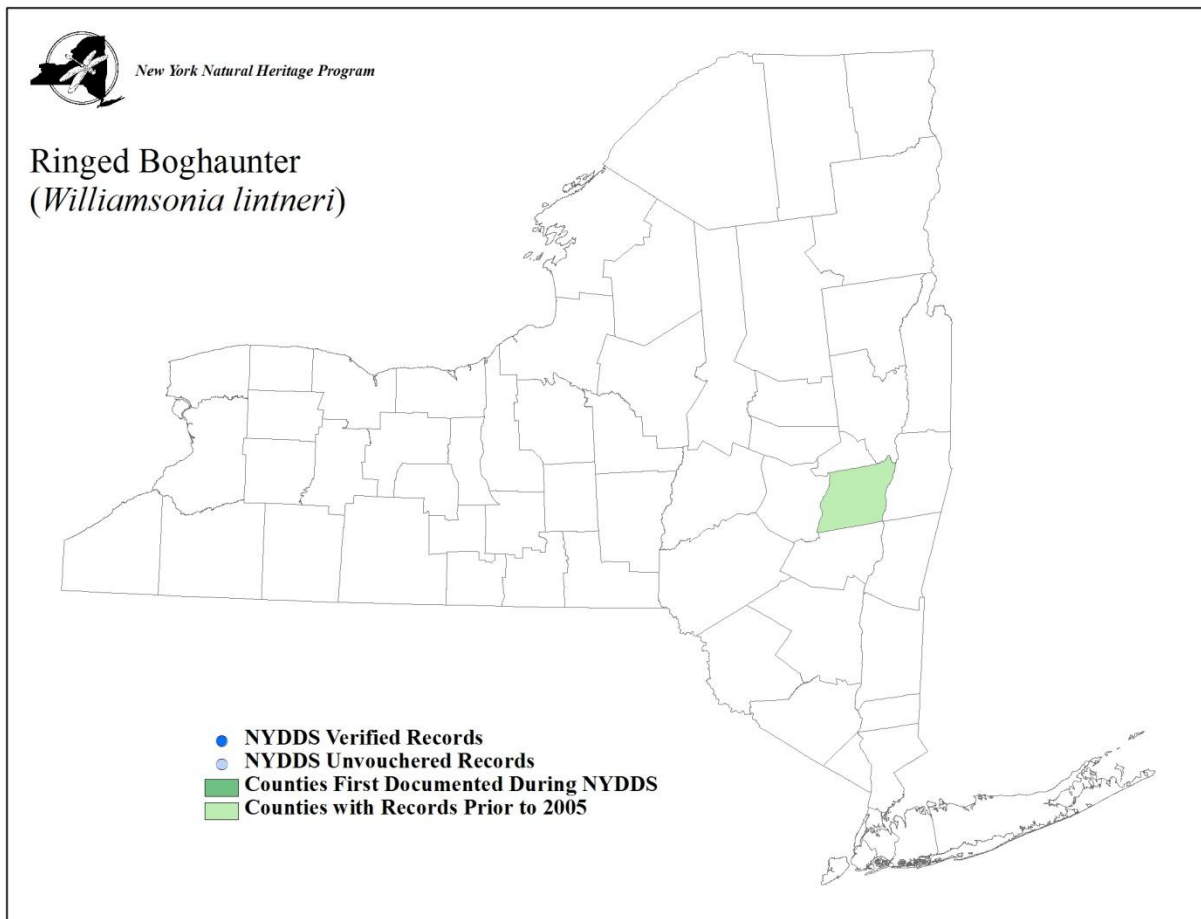 New York Natural Heritage Program
Ringed Boghaunter
(Williamsonia lintneri)
NYDDS Verified Records
NYDDS Unvouchered Records
Counties First Documented During NYDDS
Counties with Records Prior to 2005